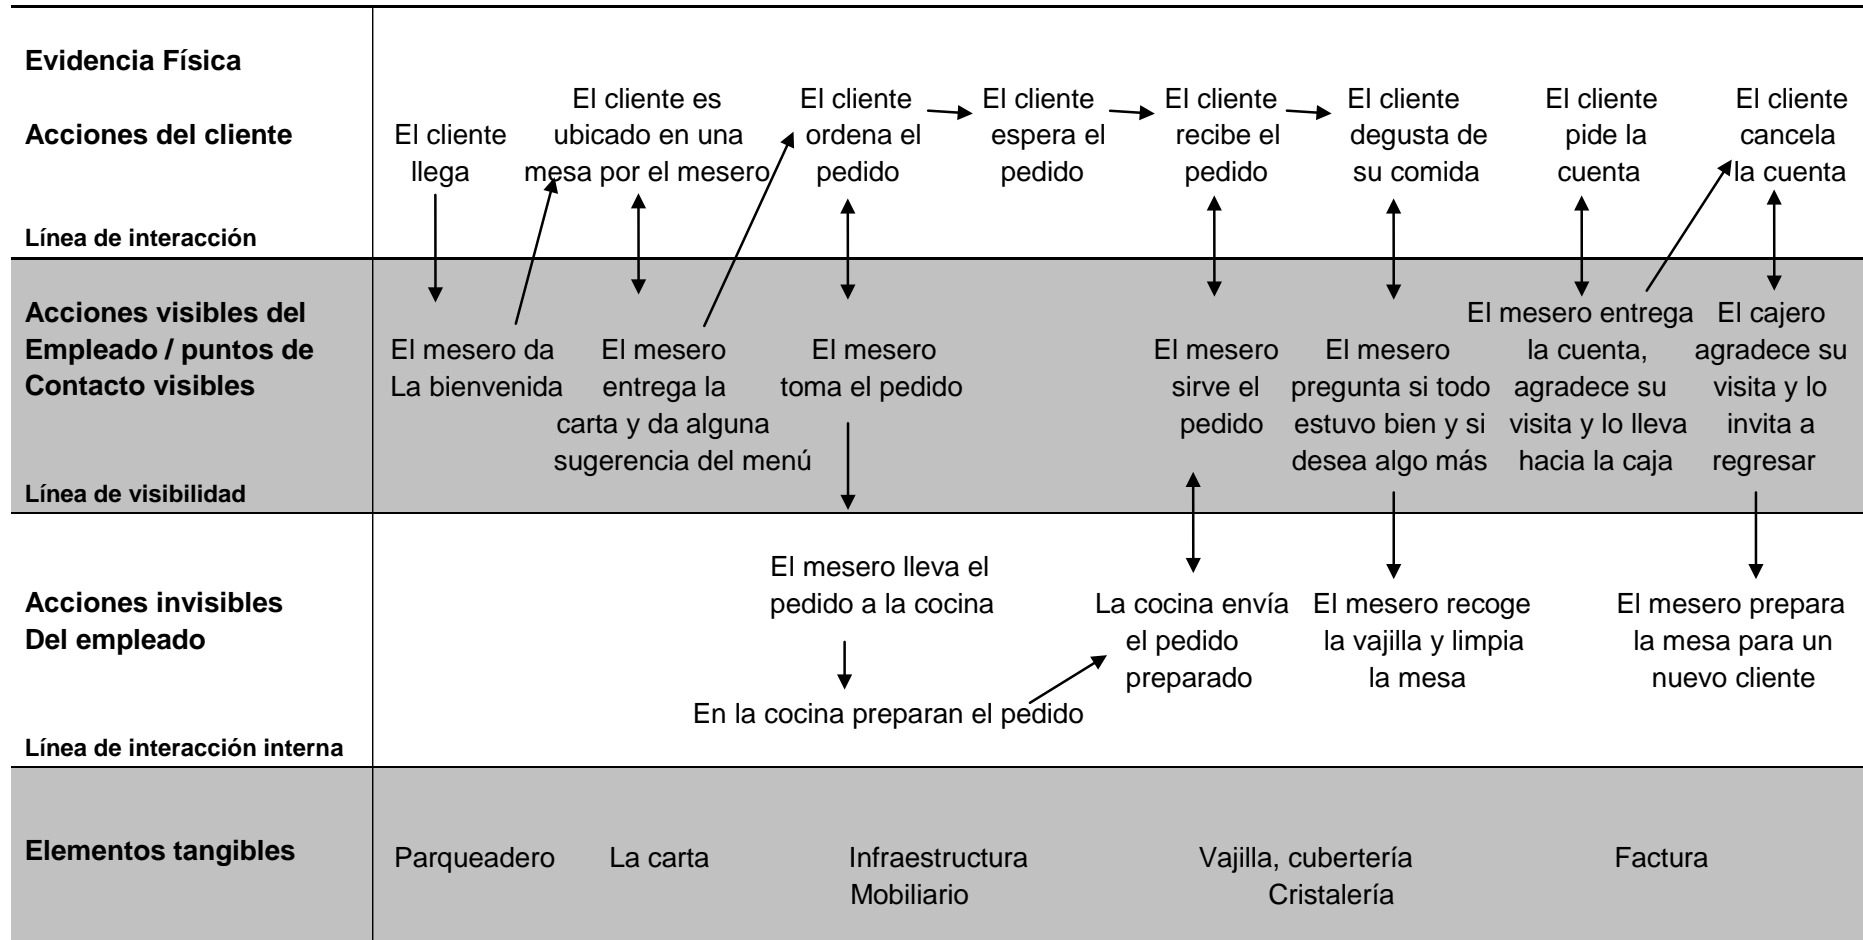 Evidencia Física
Acciones del cliente
El cliente
llega
El cliente es
ubicado en una
mesa por el mesero
El cliente
ordena el
pedido
El cliente
espera el
pedido
El cliente
recibe el
pedido
El cliente
degusta de
su comida
El cliente
pide la
cuenta
El cliente
cancela
la cuenta
Línea de interacción
Acciones visibles del
Empleado / puntos de
Contacto visibles
El mesero da
La bienvenida
El mesero
entrega la
carta y da alguna
sugerencia del menú
El mesero
toma el pedido
El mesero
sirve el
pedido
El mesero
pregunta si todo
estuvo bien y si
desea algo más
El mesero entrega
la cuenta,
agradece su
visita y lo lleva
hacia la caja
El cajero
agradece su
visita y lo
invita a
regresar
Línea de visibilidad
Acciones invisibles
Del empleado
El mesero lleva el
pedido a la cocina
En la cocina preparan el pedido
La cocina envía
el pedido
preparado
El mesero recoge
la vajilla y limpia
la mesa
El mesero prepara
la mesa para un
nuevo cliente
Línea de interacción interna
Elementos tangibles
Parqueadero
La carta
Infraestructura
Mobiliario
Vajilla, cubertería
Cristalería
Factura